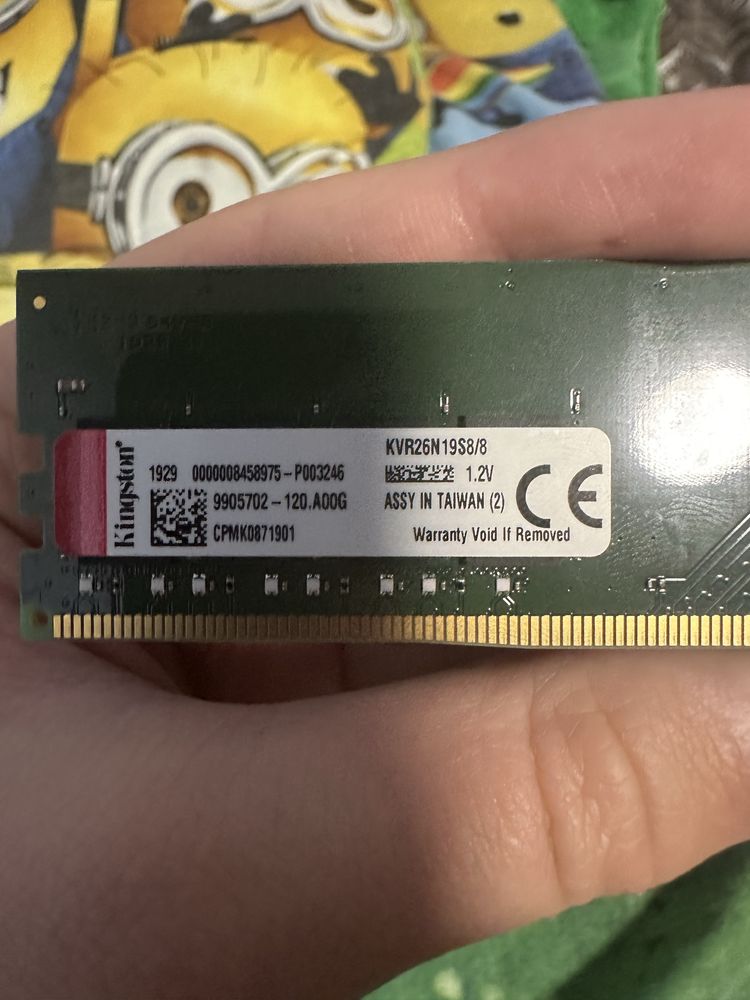 Kingston
KVR26N19S8/8
1929 0000008458975-P003246
1.2V
9905702-120.A00G
ASSY IN TAIWAN (2)
CE
CPMK0871901
Warranty Void If Removed